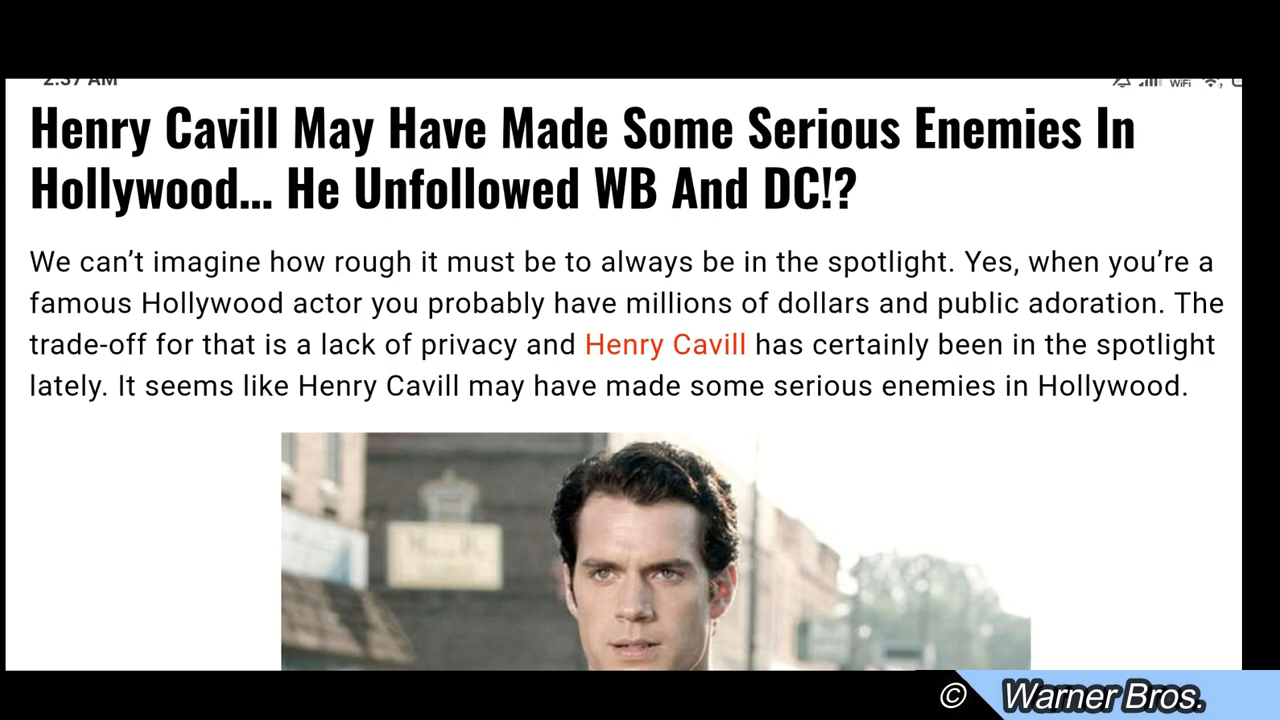 2:37 AM WiFi
Henry Cavill May Have Made Some Serious Enemies In
Hollywood... He Unfollowed WB And DC!?
We can’t imagine how rough it must be to always be in the spotlight. Yes, when you’re a
famous Hollywood actor you probably have millions of dollars and public adoration. The
trade-off for that is a lack of privacy and Henry Cavill has certainly been in the spotlight
lately. It seems like Henry Cavill may have made some serious enemies in Hollywood.
© Warner Bros.